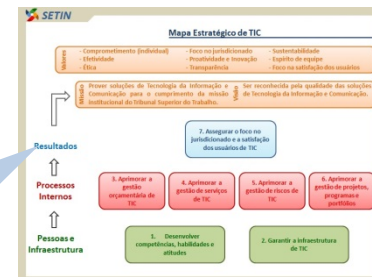 SETIN
Mapa Estratégico de TIC
Valores
- Comprometimento (individual)
- Efetividade
- Ética
- Foco no jurisdicionado
- Proatividade e Inovação
- Transparência
- Sustentabilidade
- Espírito de equipe
- Foco na satisfação dos usuários
Missão
Prover soluções de Tecnologia da Informação e
Comunicação para o cumprimento da missão
Institucional do Tribunal Superior do Trabalho.
Visão
Ser reconhecida pela qualidade das soluções
de Tecnologia da Informação e Comunicação.
Resultados
7. Assegurar o foco no
jurisdicionado e a satisfação
dos usuários de TIC
Processos
Internos
3. Aprimorar a
gestão
orçamentária do
TIC
4. Aprimorar a
gestão de serviços
de TIC
5. Aprimorar a
gestão de riscos de
TIC
6. Aprimorar a
gestão de projetos,
programas e
portfólios
Pessoas e
Infraestrutura
1. Desenvolver
competências, habilidades e
atitudes
2. Garantir a infraestrutura
de TIC